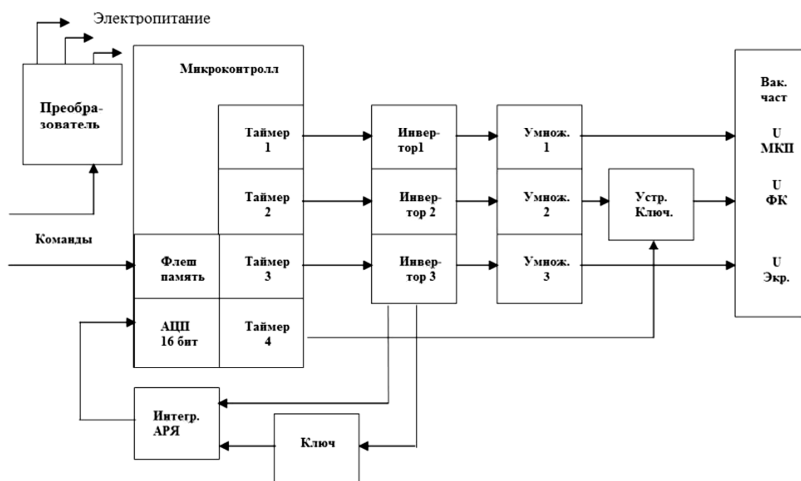 Электропитание
Преобра-
зователь
Микроконтролл
Таймер
1
Таймер
2
Таймер
3
Таймер
4
Флеш
память
АЦП
16 бит
Инвер-
тор1
Инвер-
тор 2
Инвер-
тор 3
Умнож.
1
Умнож.
2
Умнож.
3
Устр.
Ключ.
Вак.
част
U
МКП
U
ФК
U
Экр.
Команды
Интегр.
АРЯ
Ключ